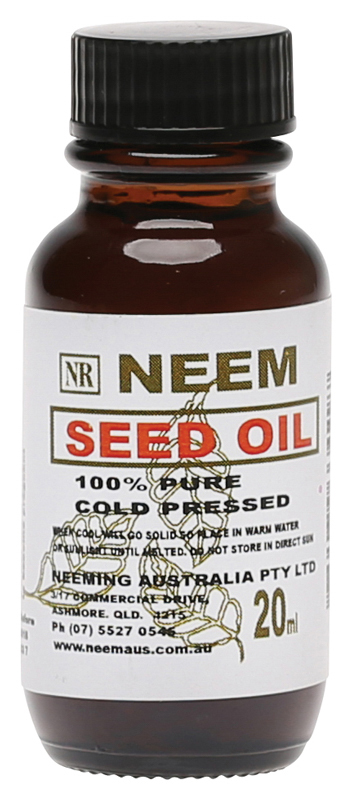 NR NEEM
SEED OIL
100% PURE
COLD PRESSED
WHEN COOL WILL GO SOLID SO PLACE IN WARM WATER
OR SUNLIGHT UNTIL MELTED. DO NOT STORE IN DIRECT SUN
NEEMING AUSTRALIA PTY LTD
3/17 COMMERCIAL DRIVE,
ASHMORE. QLD. 4215
Ph (07) 5527 0546
20ml
www.neemaus.com.au